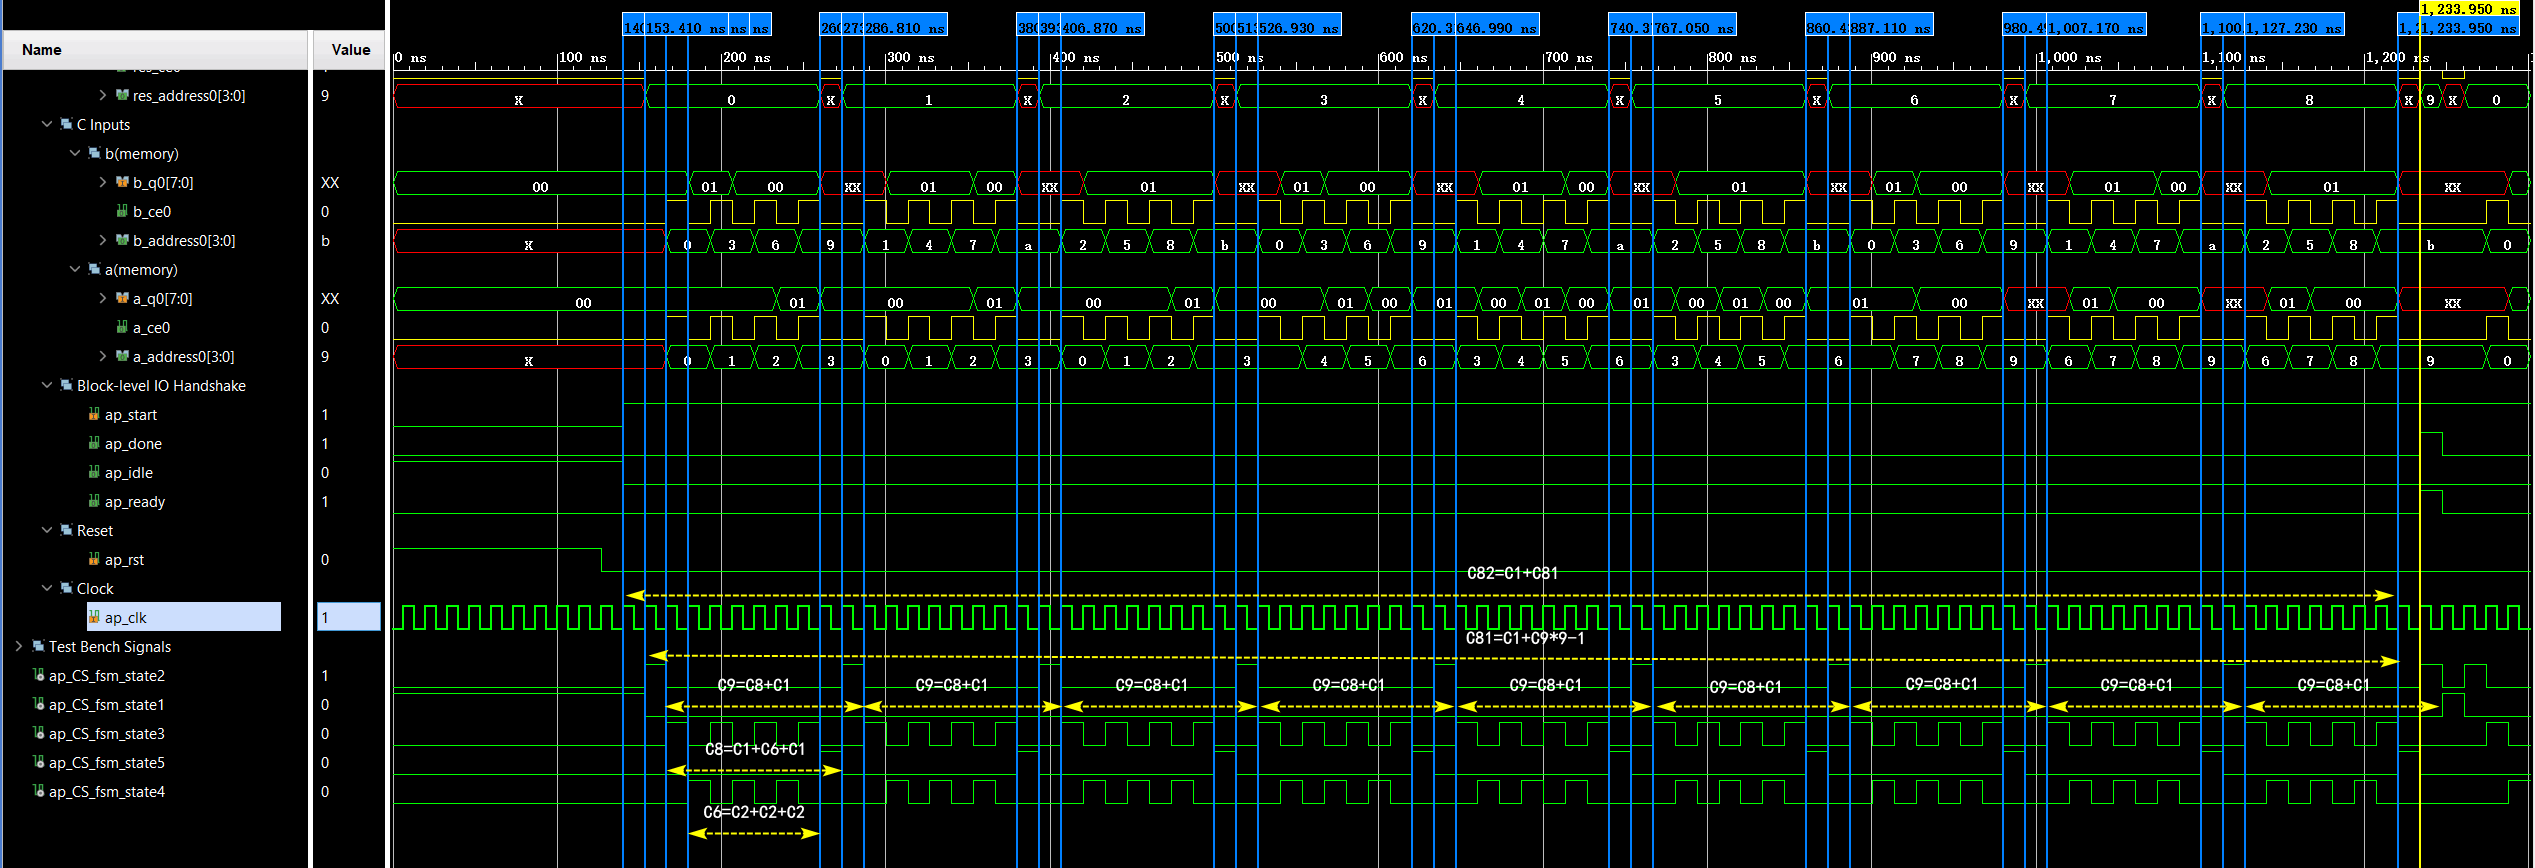 1,233.950 ns
140 153.410 ns ns ns 260 273 286.810 ns 380 393 406.870 ns 500 513 526.930 ns 620.3 646.990 ns 740.3 767.050 ns 860.4 887.110 ns 980.4 1,007.170 ns 1,100. 1,127.230 ns 1,2 1,233.950 ns
Name Value
0 ns 100 ns 200 ns 300 ns 400 ns 500 ns 600 ns 700 ns 800 ns 900 ns 1,000 ns 1,100 ns 1,200 ns
res_ce0
res_address0[3:0] 9 X 0 X 1 X 2 X 3 X 4 X 5 X 6 X 7 X 8 X 9 X 0
C Inputs
b(memory)
b_q0[7:0] XX 00 01 00 XX 01 00 XX 01 XX 01 00 XX 01 00 XX 01 XX 01 00 XX 01 00 XX 01 XX
b_ce0 0
b_address0[3:0] b X 0 3 6 9 1 4 7 a 2 5 8 b 0 3 6 9 1 4 7 a 2 5 8 b 0 3 6 9 1 4 7 a 2 5 8 b 0
a(memory)
a_q0[7:0] XX 00 01 00 01 00 01 00 01 00 01 00 01 00 01 00 01 00 01 00 XX 01 00 XX 01 00 XX
a_ce0 0
a_address0[3:0] 9 X 0 1 2 3 0 1 2 3 0 1 2 3 4 5 6 3 4 5 6 3 4 5 6 7 8 9 6 7 8 9 6 7 8 9 0
Block-level IO Handshake
ap_start 1
ap_done 1
ap_idle 0
ap_ready 1
Reset
ap_rst 0
C82=C1+C81
Clock
ap_clk 1
C81=C1+C9*9-1
Test Bench Signals
ap_CS_fsm_state2 1
C9=C8+C1 C9=C8+C1 C9=C8+C1 C9=C8+C1 C9=C8+C1 C9=C8+C1 C9=C8+C1 C9=C8+C1 C9=C8+C1
ap_CS_fsm_state1 0
ap_CS_fsm_state3 0
C8=C1+C6+C1
ap_CS_fsm_state5 0
ap_CS_fsm_state4 0
C6=C2+C2+C2